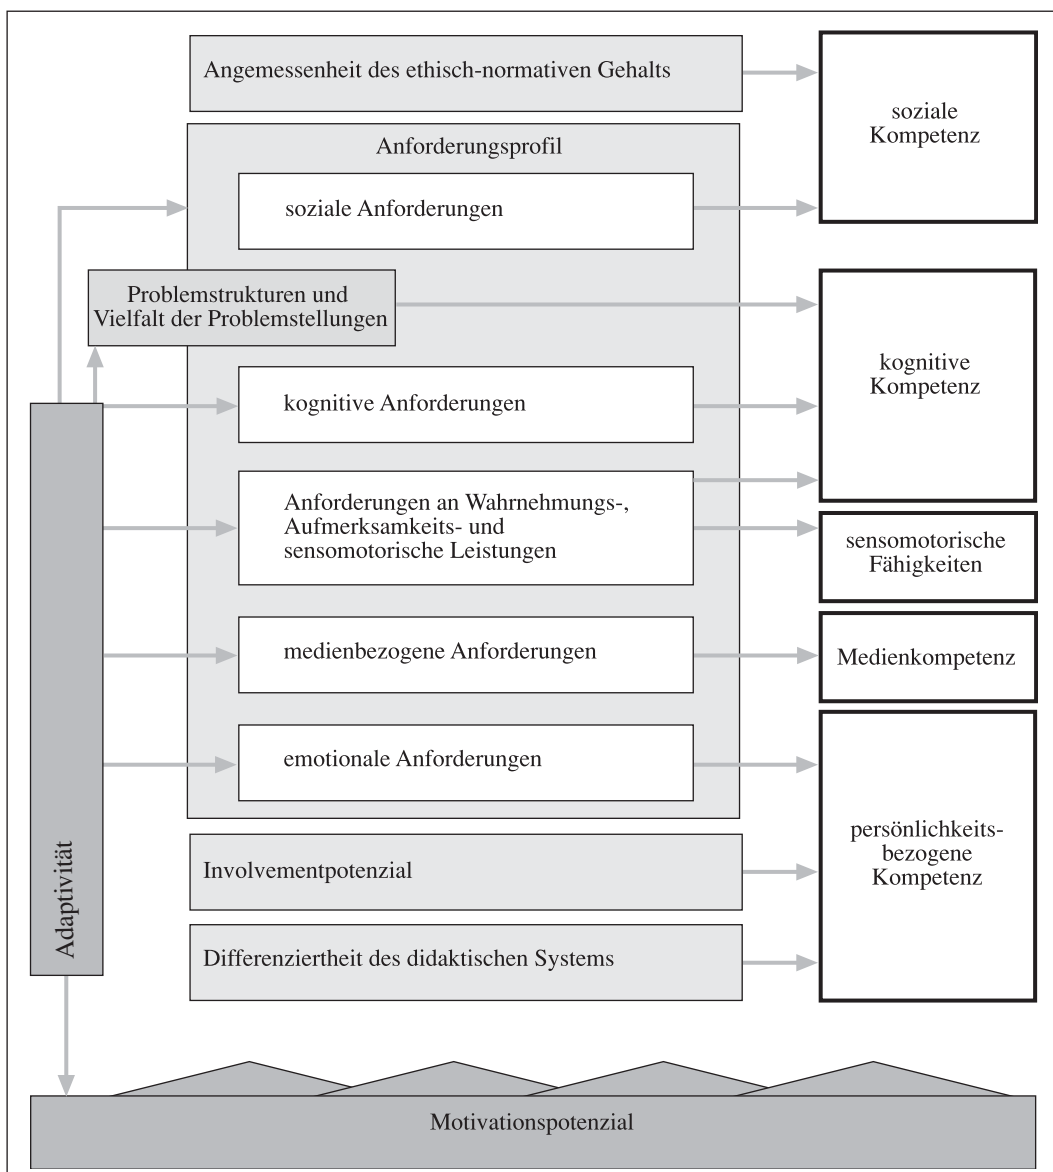 Angemessenheit des ethisch-normativen Gehalts
soziale
Kompetenz
Anforderungsprofil
soziale Anforderungen
Problemstrukturen und
Vielfalt der Problemstellungen
kognitive
Kompetenz
kognitive Anforderungen
Anforderungen an Wahrnehmungs-,
Aufmerksamkeits- und
sensomotorische Leistungen
sensomotorische
Fähigkeiten
medienbezogene Anforderungen
Medienkompetenz
emotionale Anforderungen
persönlichkeits-
bezogene
Kompetenz
Involvementpotenzial
Adaptivität
Differenziertheit des didaktischen Systems
Motivationspotenzial